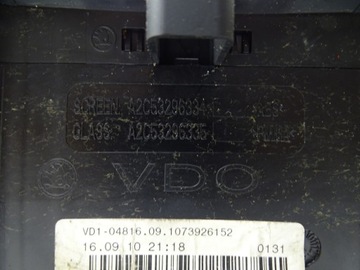 SCREEN A2C53296334
GLASS A2C53296335
VDO
VD1-04816.09.1073926152
16.09.10 21:18 0131